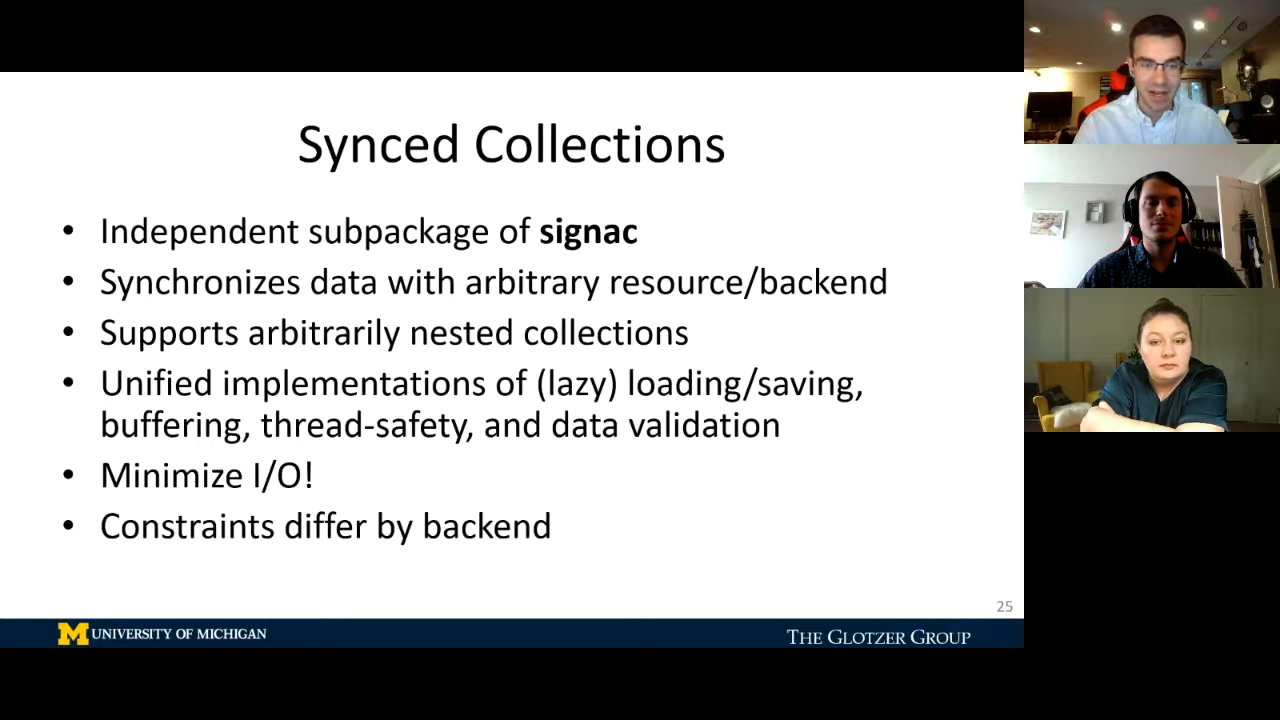 Synced Collections
• Independent subpackage of signac
• Synchronizes data with arbitrary resource/backend
• Supports arbitrarily nested collections
• Unified implementations of (lazy) loading/saving,
buffering, thread-safety, and data validation
• Minimize I/O!
• Constraints differ by backend
25
M UNIVERSITY OF MICHIGAN
THE GLOTZER GROUP